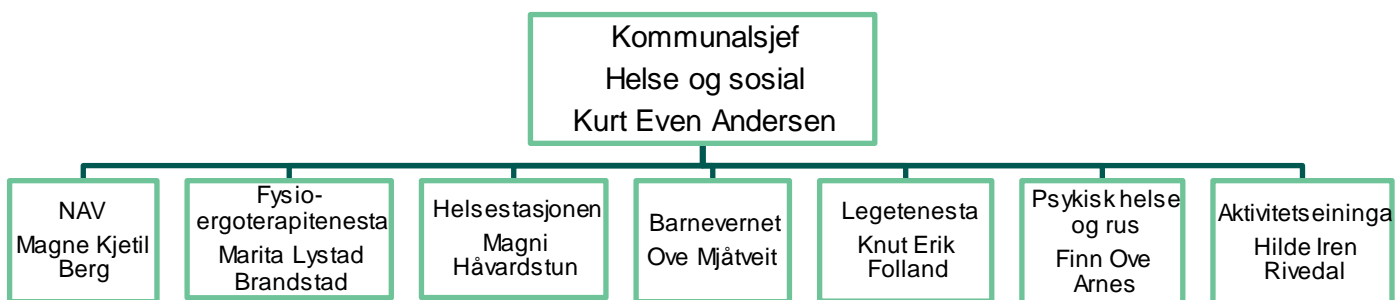 Kommunalsjef
Helse og sosial
Kurt Even Andersen
NAV
Magne Kjetil
Berg
Fysio-
ergoterapitenesta
Marita Lystad
Brandstad
Helsestasjonen
Magni
Håvardstun
Barnevernet
Ove Mjåtveit
Legetenesta
Knut Erik
Folland
Psykisk helse
og rus
Finn Ove
Arnes
Aktivitetseininga
Hilde Iren
Rivedal